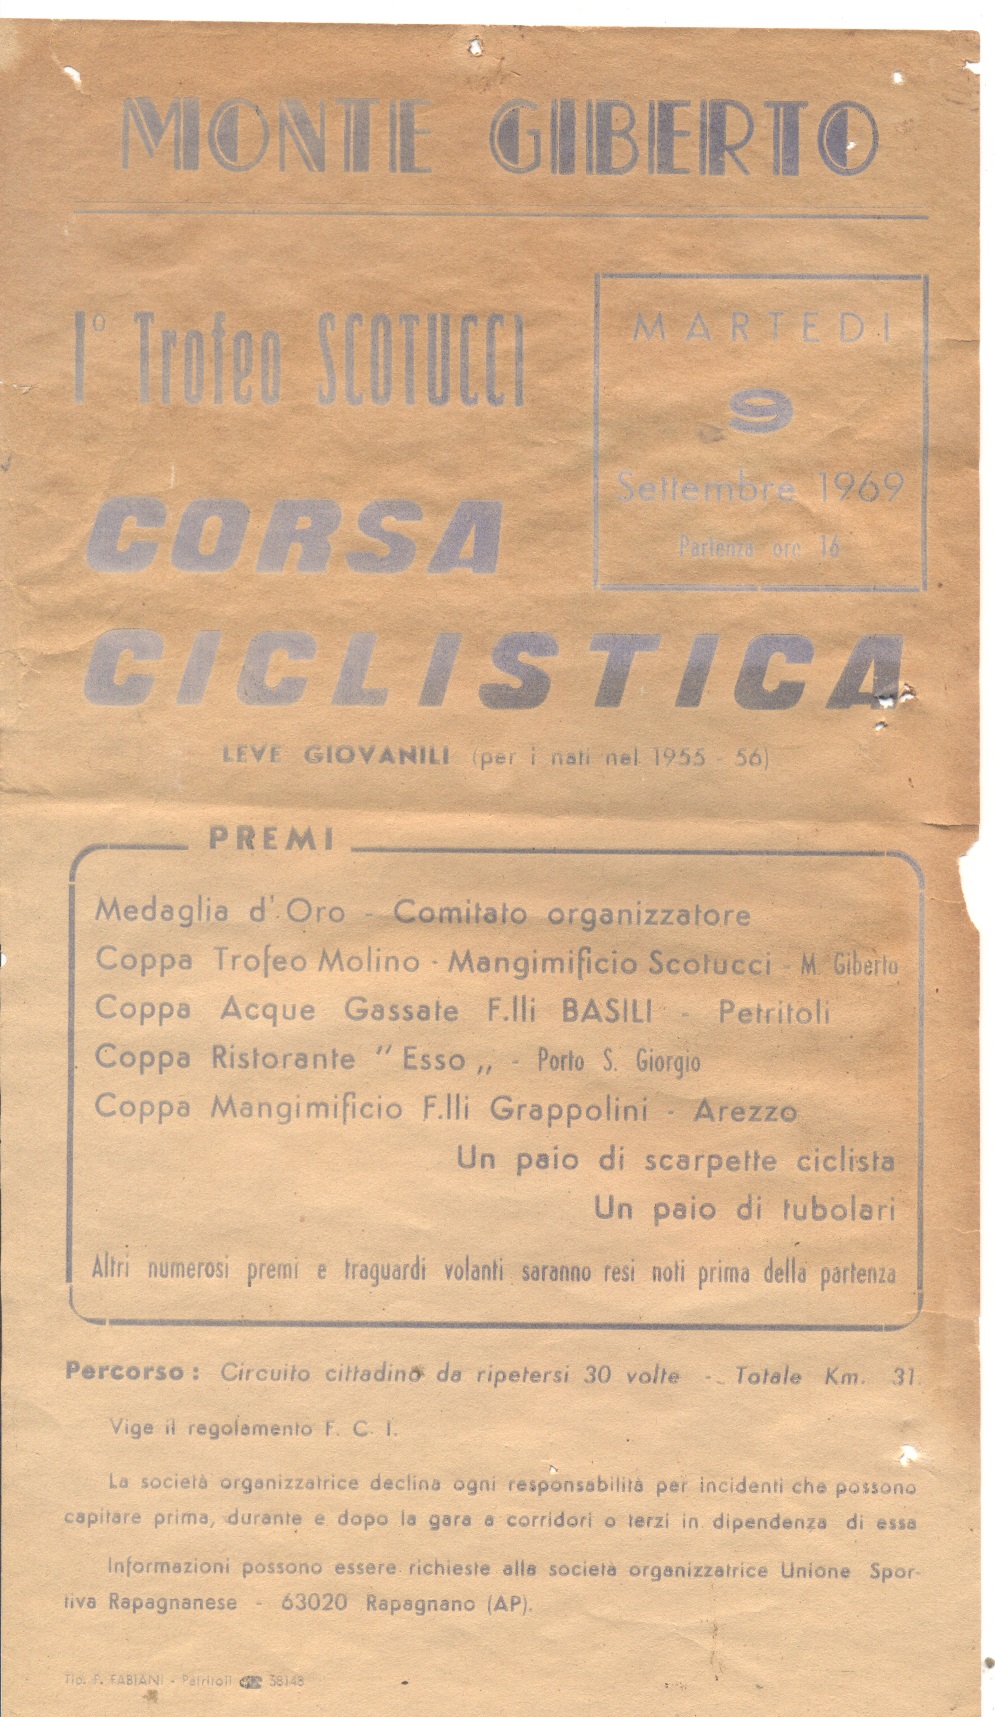 MONTE GIBERTO
1° Trofeo SCOTUCCI
MARTEDI
9
Settembre 1969
Partenza ore 16
CORSA
CICLISTICA
LEVE GIOVANILI (per i nati nel 1955 - 56)
PREMI
Medaglia d'Oro - Comitato organizzatore
Coppa Trofeo Molino - Mangimificio Scotucci - M. Giberto
Coppa Acque Gassate F.lli BASILI - Petritoli
Coppa Ristorante "Esso„ - Porto S. Giorgio
Coppa Mangimificio F.lli Grappolini - Arezzo
Un paio di scarpette ciclista
Un paio di tubolari
Altri numerosi premi e traguardi volanti saranno resi noti prima della partenza
Percorso: Circuito cittadino da ripetersi 30 volte - Totale Km. 31
Vige il regolamento F. C. I.
La società organizzatrice declina ogni responsabilità per incidenti che possono
capitare prima, durante e dopo la gara a corridori o terzi in dipendenza di essa
Informazioni possono essere richieste alla società organizzatrice Unione Spor-
tiva Rapagnanese - 63020 Rapagnano (AP).
Tip. F. FABIANI - Petritoli ☎ 38148